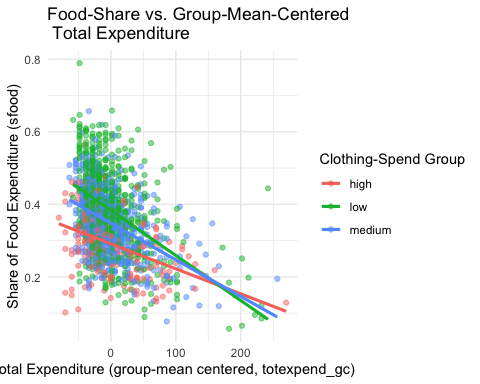 Food-Share vs. Group-Mean-Centered
Total Expenditure
Share of Food Expenditure (sfood)
0.8
0.6
0.4
0.2
0
100
200
otal Expenditure (group-mean centered, totexpend_gc)
Clothing-Spend Group
high
low
medium